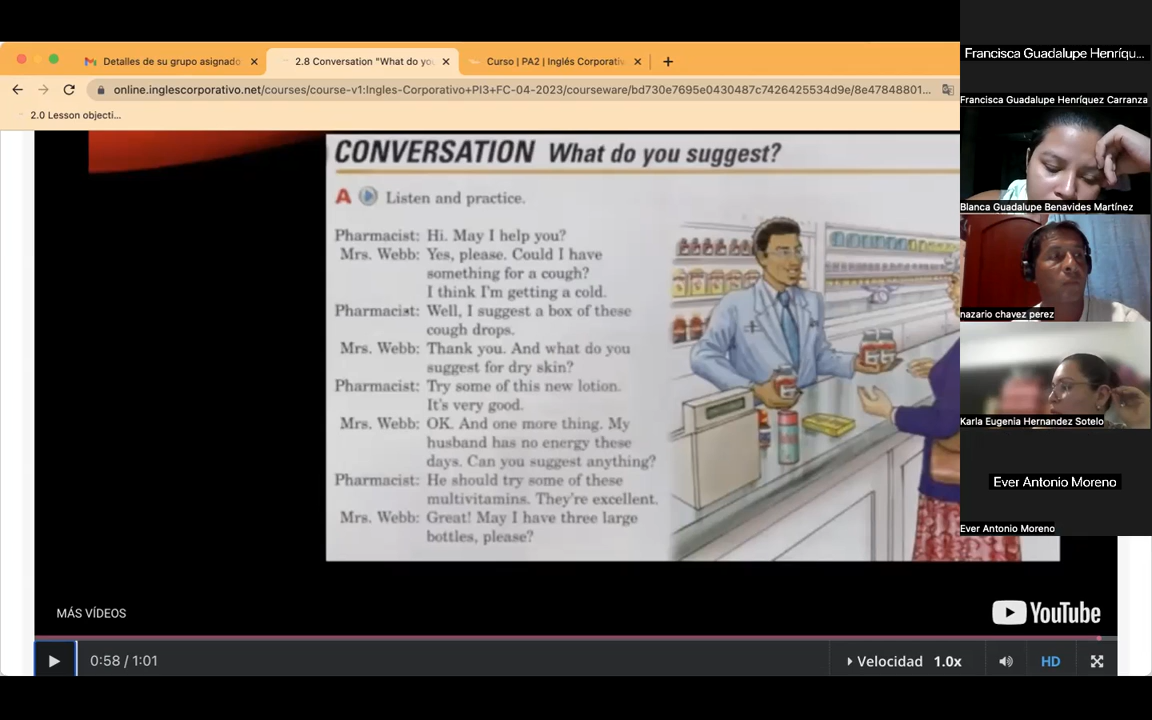 Detalles de su grupo asignado
2.8 Conversation "What do you
Curso | PA2 | Inglés Corporativ
online.inglescorporativo.net/courses/course-v1:Ingles-Corporativo+PI3+FC-04-2023/courseware/bd730e7695e0430487c7426425534d9e/8e47848801...
2.0 Lesson objecti...
CONVERSATION What do you suggest?
A Listen and practice.
Pharmacist: Hi. May I help you?
Mrs. Webb: Yes, please. Could I have
something for a cough?
I think I'm getting a cold.
Pharmacist: Well, I suggest a box of these
cough drops.
Mrs. Webb: Thank you. And what do you
suggest for dry skin?
Pharmacist: Try some of this new lotion.
It's very good.
Mrs. Webb: OK. And one more thing. My
husband has no energy these
days. Can you suggest anything?
Pharmacist: He should try some of these
multivitamins. They're excellent.
Mrs. Webb: Great! May I have three large
bottles, please?
MÁS VÍDEOS
YouTube
0:58 / 1:01
Velocidad 1.0x
HD
Francisca Guadalupe Henríqu...
Francisca Guadalupe Henríquez Carranza
Blanca Guadalupe Benavides Martínez
nazario chavez perez
Karla Eugenia Hernandez Sotelo
Ever Antonio Moreno
Ever Antonio Moreno